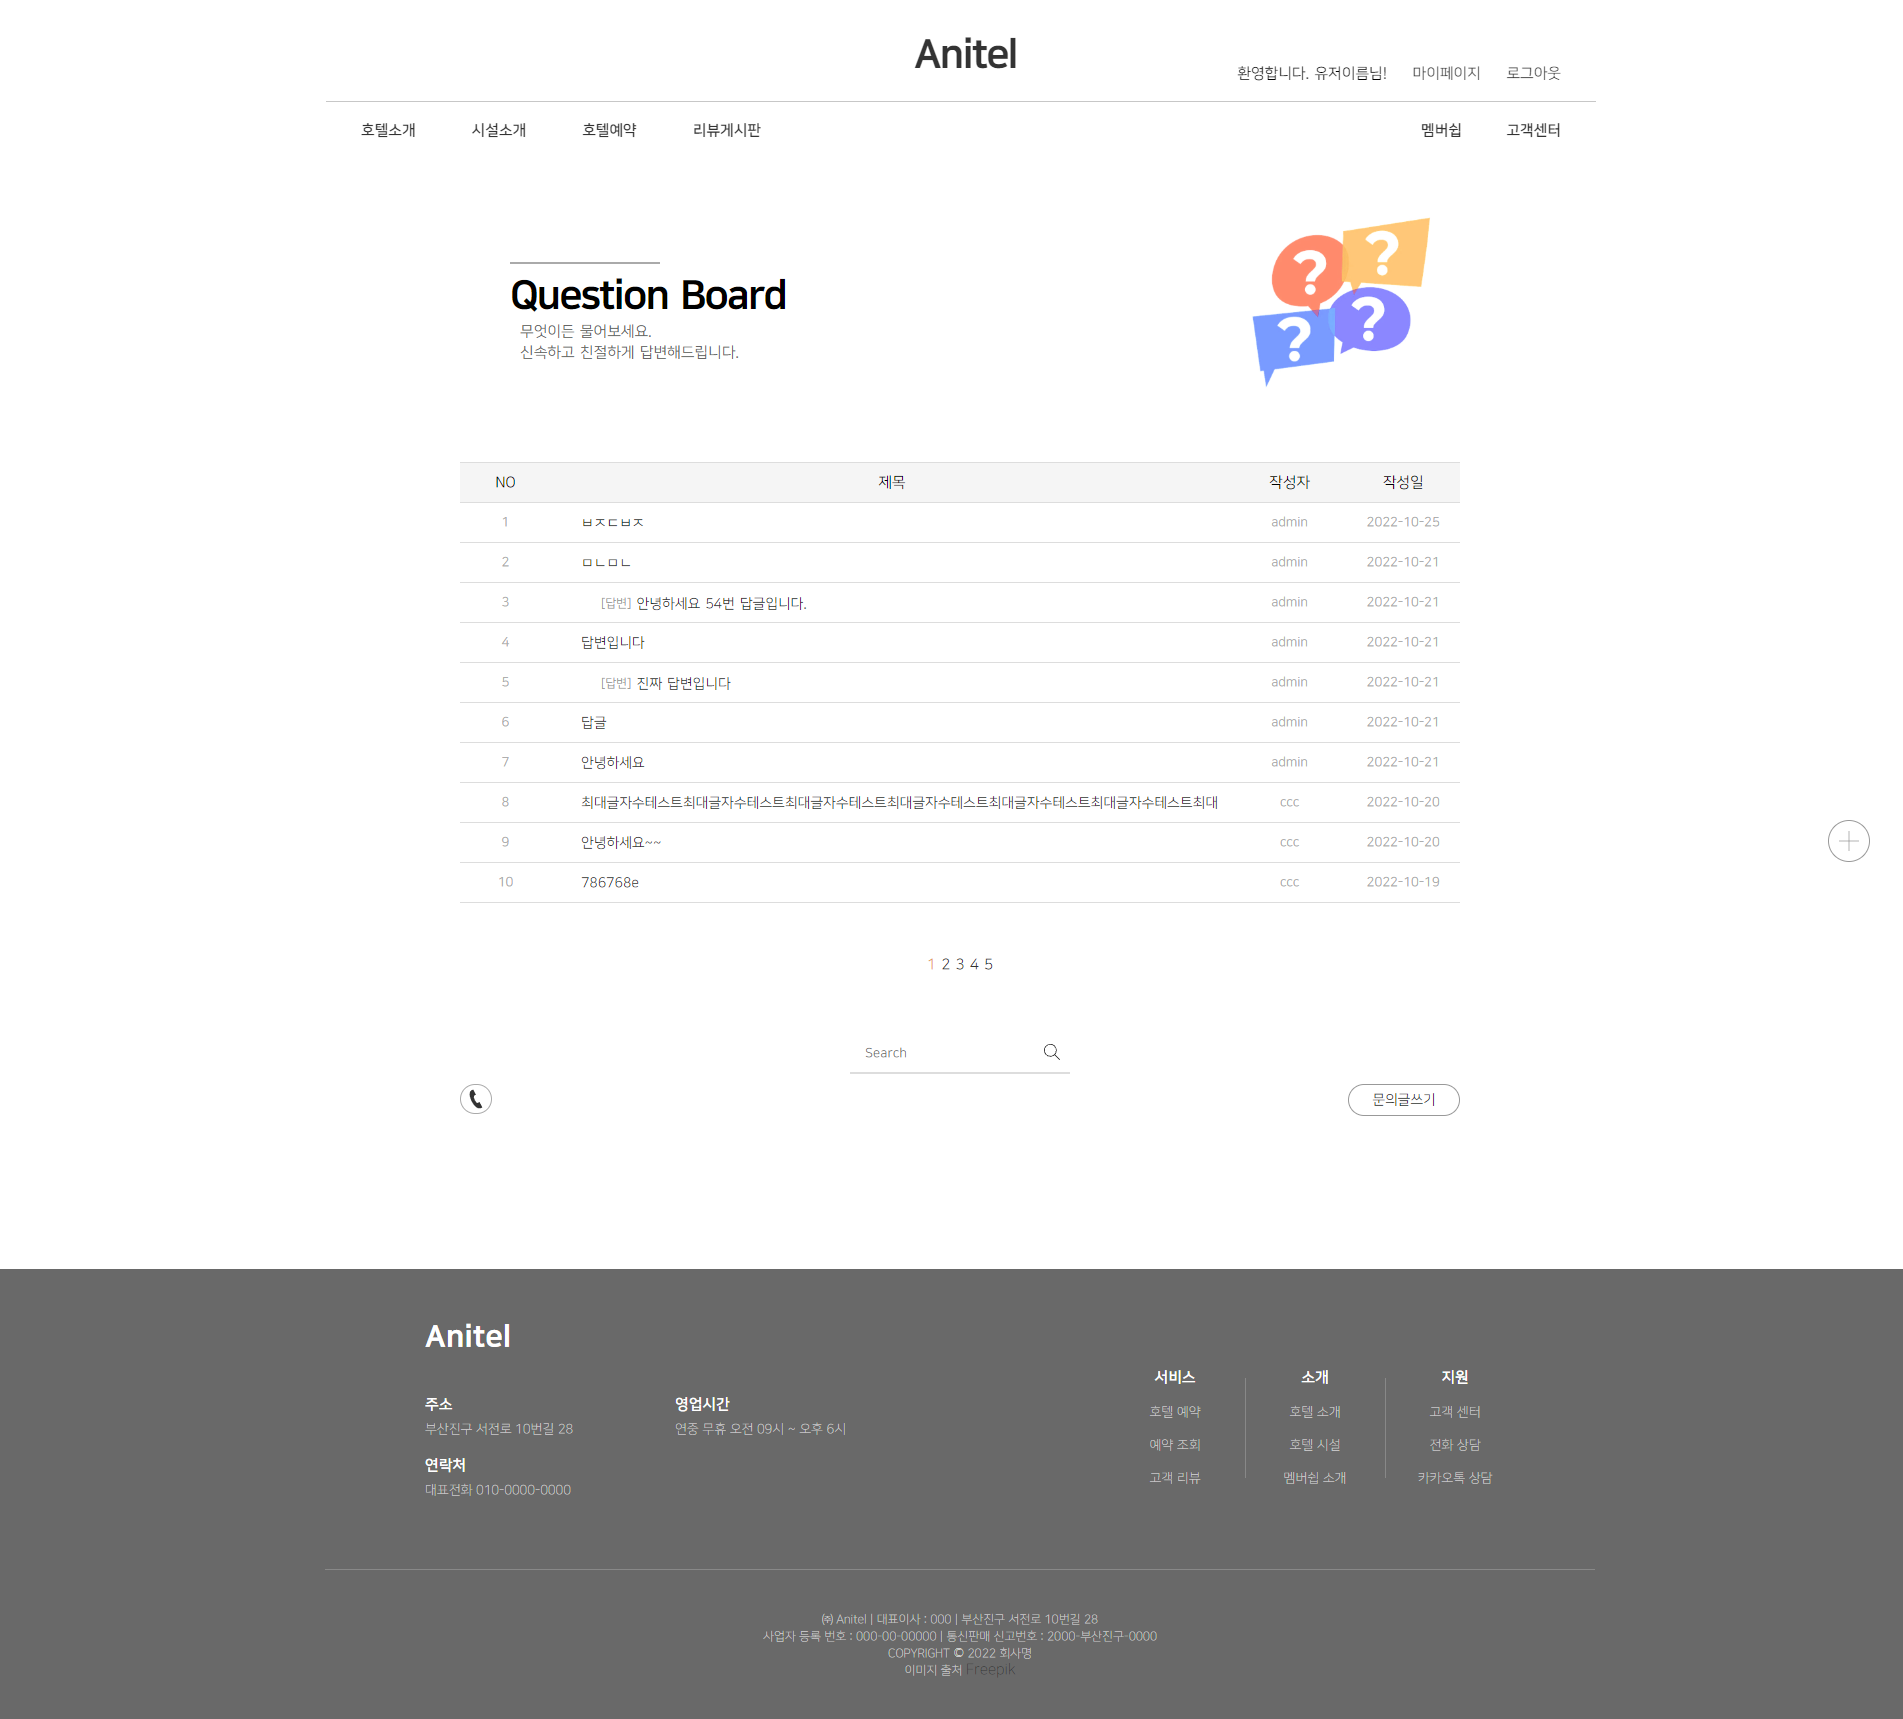 Anitel
환영합니다. 유저이름님! 마이페이지 로그아웃
호텔소개 시설소개 호텔예약 리뷰게시판 멤버쉽 고객센터
? ?
? ?
Question Board
무엇이든 물어보세요.
신속하고 친절하게 답변해드립니다.
NO 제목 작성자 작성일
1 ㅂㅈㄷㅂㅈ admin 2022-10-25
2 ㅁㄴㅁㄴ admin 2022-10-21
3 [답변] 안녕하세요 54번 답글입니다. admin 2022-10-21
4 답변입니다 admin 2022-10-21
5 [답변] 진짜 답변입니다 admin 2022-10-21
6 답글 admin 2022-10-21
7 안녕하세요 admin 2022-10-21
8 최대글자수테스트최대글자수테스트최대글자수테스트최대글자수테스트최대글자수테스트최대글자수테스트최대 ccc 2022-10-20
9 안녕하세요~~ ccc 2022-10-20
10 786768e ccc 2022-10-19
1 2 3 4 5
Search
문의글쓰기
Anitel
주소
부산진구 서전로 10번길 28
연락처
대표전화 010-0000-0000
영업시간
연중 무휴 오전 09시 ~ 오후 6시
서비스
호텔 예약
예약 조회
고객 리뷰
소개
호텔 소개
호텔 시설
멤버쉽 소개
지원
고객 센터
전화 상담
카카오톡 상담
㈜ Anitel | 대표이사 : 000 | 부산진구 서전로 10번길 28
사업자 등록 번호 : 000-00-00000 | 통신판매 신고번호 : 2000-부산진구-0000
COPYRIGHT © 2022 회사명
이미지 출처 Freepik